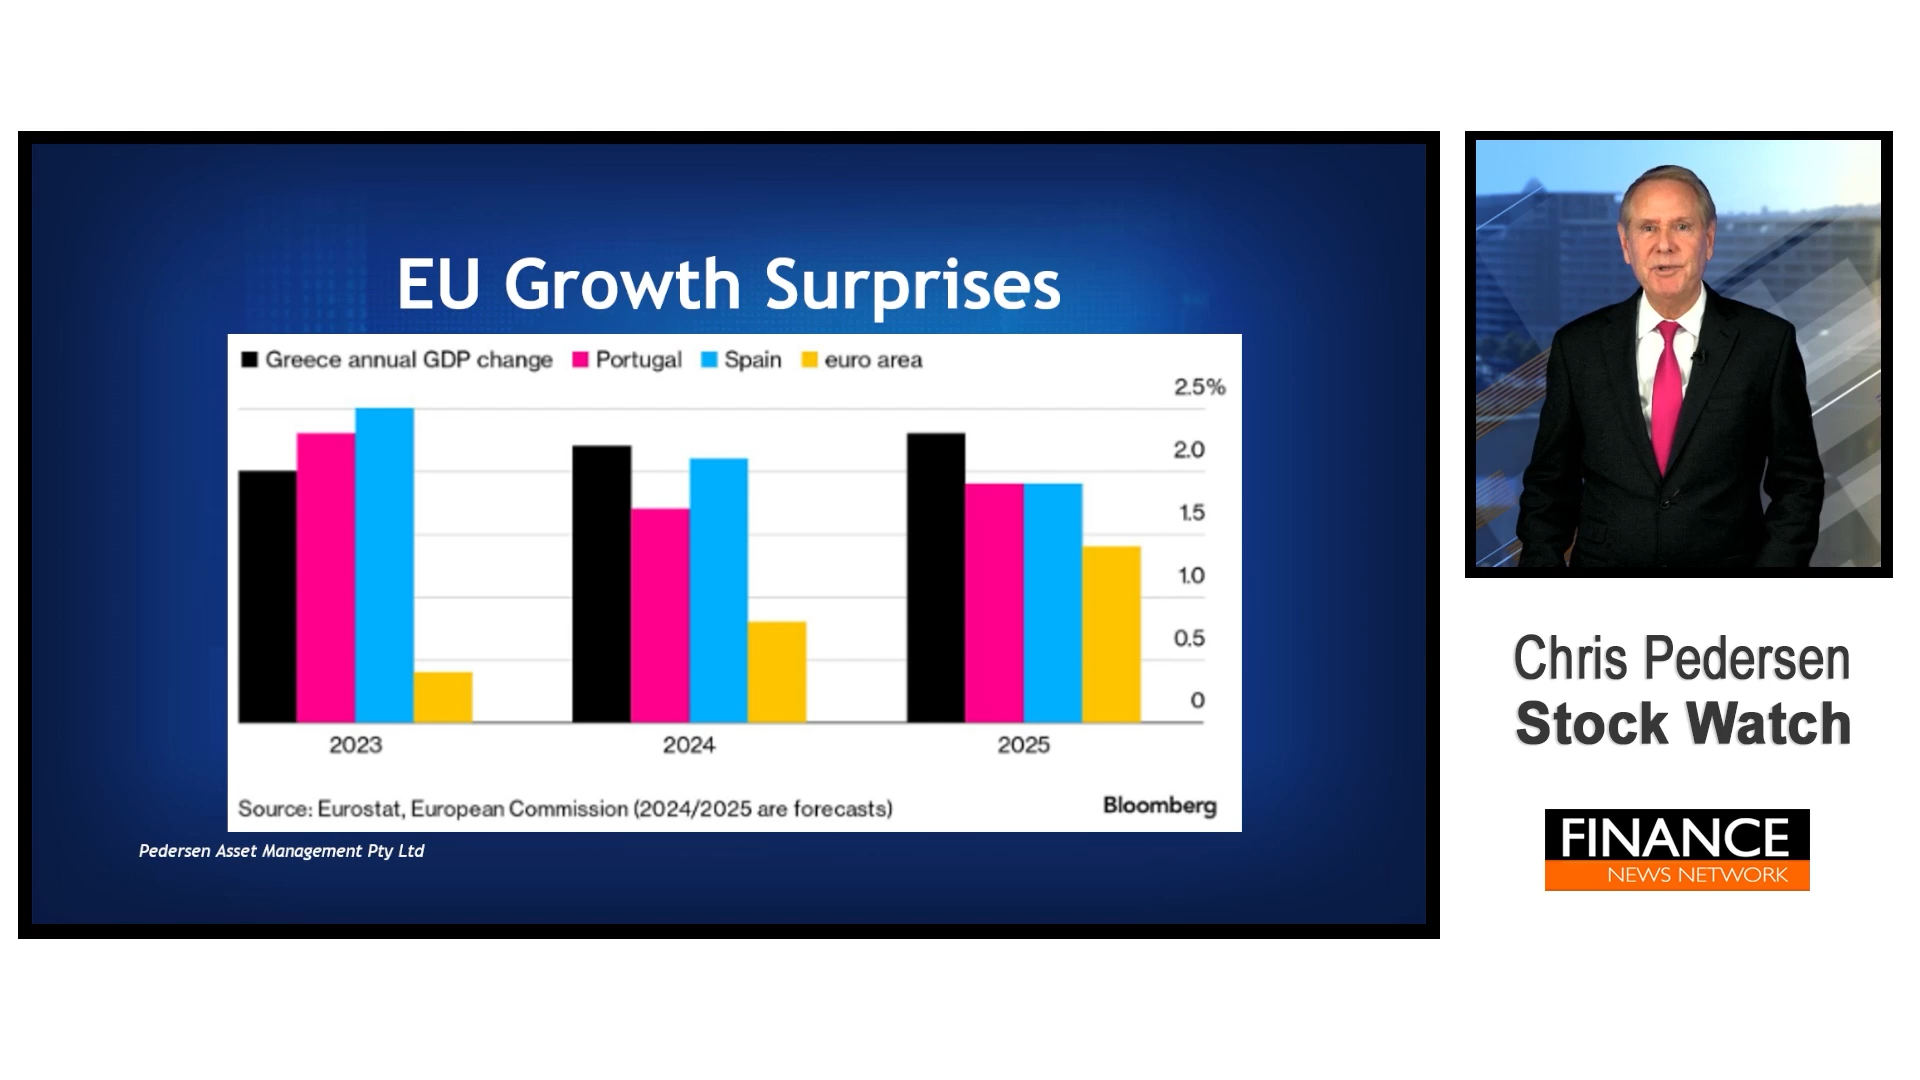 EU Growth Surprises
Greece annual GDP change Portugal Spain euro area
2.5%
2.0
1.5
1.0
0.5
0
2023 2024 2025
Source: Eurostat, European Commission (2024/2025 are forecasts) Bloomberg
Pedersen Asset Management Pty Ltd
Chris Pedersen
Stock Watch
FINANCE
NEWS NETWORK